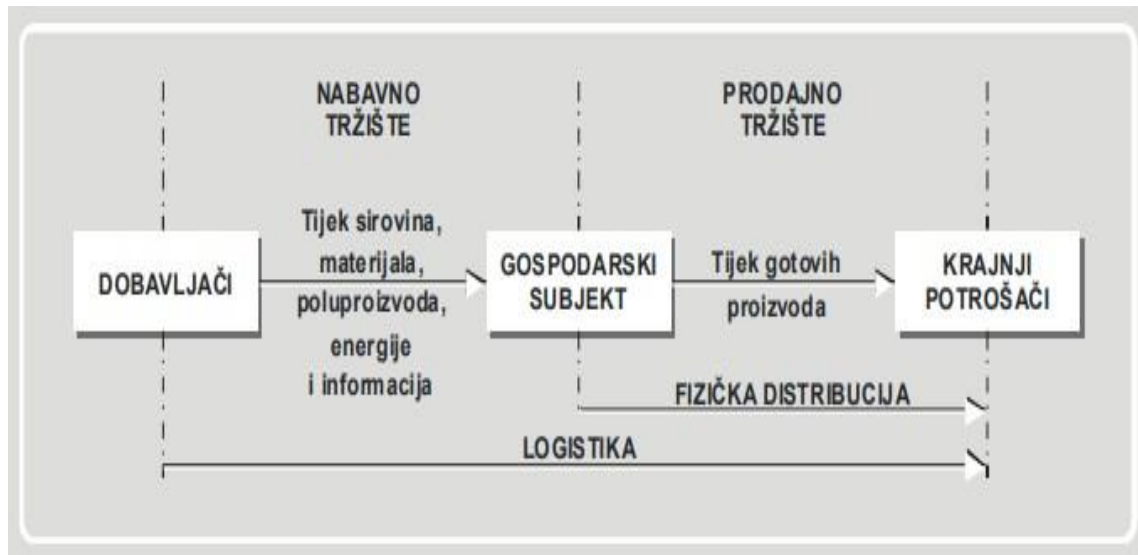 NABAVNO
TRŽIŠTE
PRODAJNO
TRŽIŠTE
DOBAVLJAČI
Tijek sirovina,
materijala,
poluproizvoda,
energije
i informacija
GOSPODARSKI
SUBJEKT
Tijek gotovih
proizvoda
KRAJNJI
POTROŠAČI
FIZIČKA DISTRIBUCIJA
LOGISTIKA